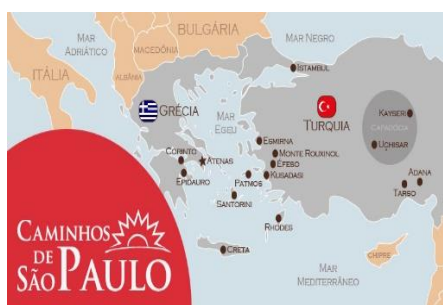 MAR
ADRIÁTICO
BULGÁRIA
MAR NEGRO
MACEDÔNIA
ITÁLIA
ALBÂNIA
ISTAMBUL
GRÉCIA
TURQUIA
MAR
EGEU
KAYSERI
CAPADÓCIA
UÇHISAR
CORINTO
ATENAS
EPIDAURO
ESMIRNA
MONTE ROUXINOL
ÉFESO
KUSADASI
PATMOS
SANTORINI
ADANA
TARSO
RHODES
CRETA
CHIPRE
MAR
MEDITERRÂNEO
CAMINHOS
DE
SÃO PAULO